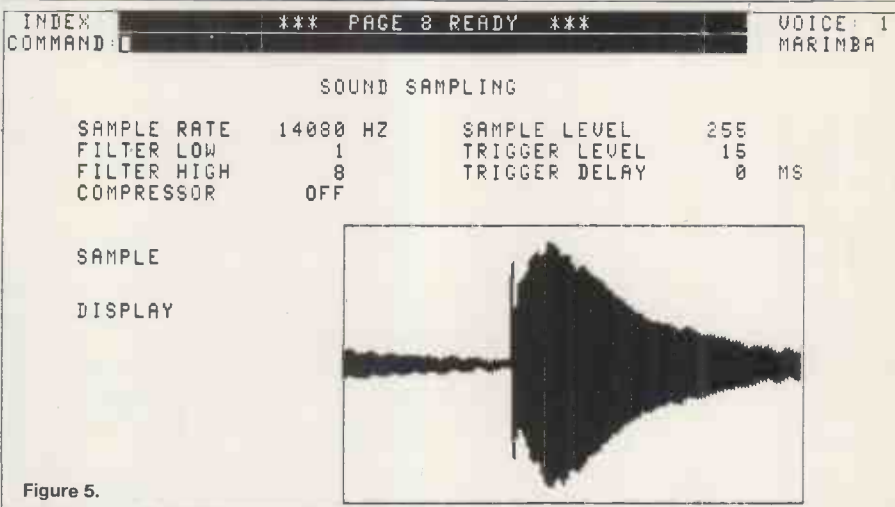 INDEX *** PAGE 8 READY *** VOICE: 1
COMMAND: MARIMBA
SOUND SAMPLING
SAMPLE RATE 14080 HZ SAMPLE LEVEL 255
FILTER LOW 1 TRIGGER LEVEL 15
FILTER HIGH 8 TRIGGER DELAY 0 MS
COMPRESSOR OFF
SAMPLE
DISPLAY
Figure 5.